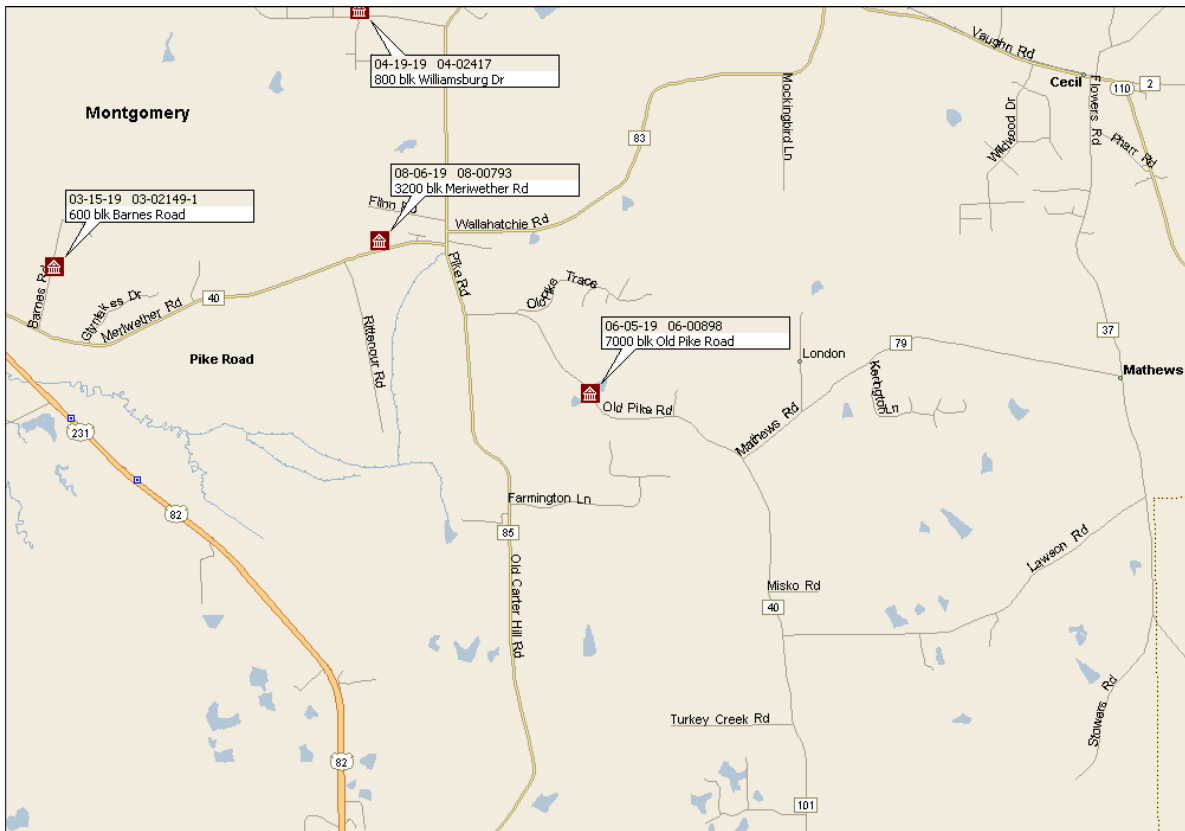 04-19-19 04-02417
800 blk Williamsburg Dr
Vaughn Rd
Cecil
110
2
Flowers Rd
Mockingbird Ln
Wildwood Dr
Pharr Rd
Montgomery
83
08-06-19 08-00793
3200 blk Meriwether Rd
03-15-19 03-02149-1
600 blk Barnes Road
Wallahatchie Rd
Barnes Rd
Pike Rd
Old Pike Trace
Meriwether Rd
40
Rittenour Rd
06-05-19 06-00898
7000 blk Old Pike Road
37
79
London
Pike Road
Mathews
Kerington Ln
Old Pike Rd
Mathews Rd
231
82
Farmington Ln
85
Old Carter Hill Rd
Lawson Rd
Misko Rd
40
Turkey Creek Rd
Stowers Rd
82
101